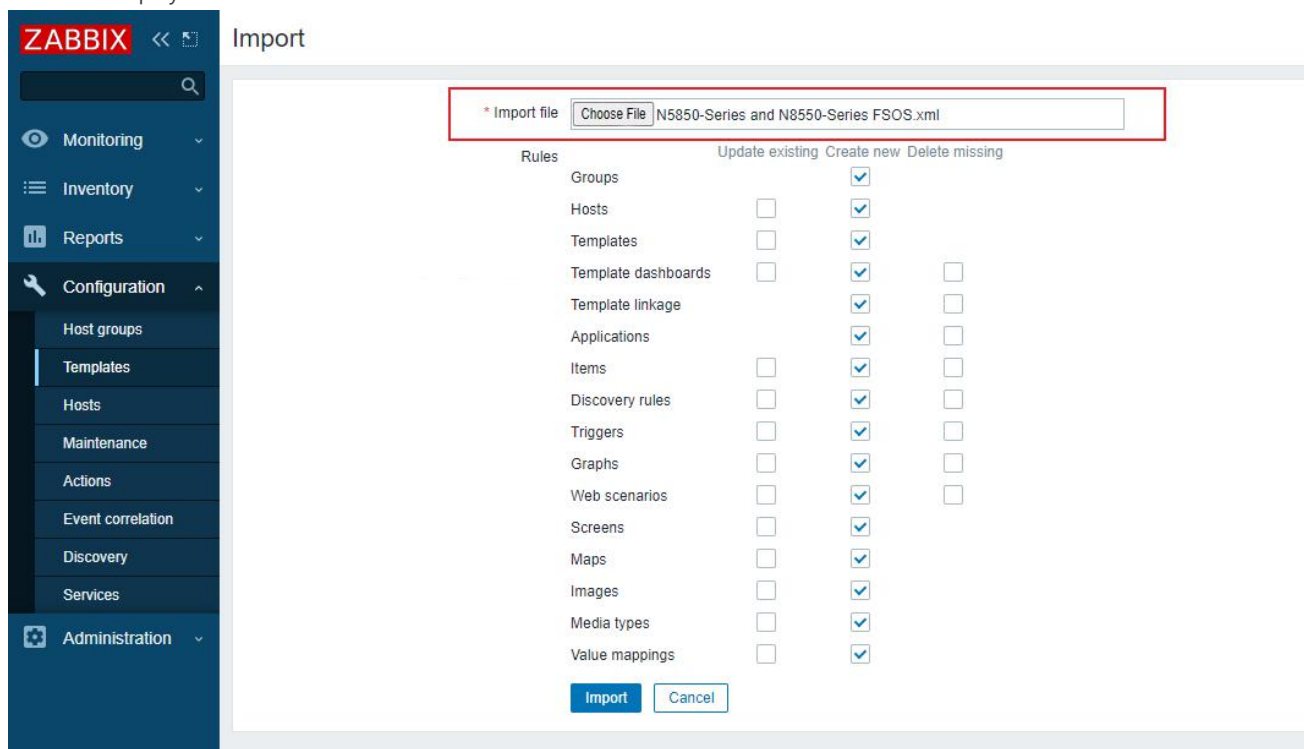 ZABBIX
Import
* Import file Choose File N5850-Series and N8550-Series FSOS.xml
Rules Update existing Create new Delete missing
Groups
Hosts
Templates
Template dashboards
Template linkage
Applications
Items
Discovery rules
Triggers
Graphs
Web scenarios
Screens
Maps
Images
Media types
Value mappings
Import Cancel
Monitoring
Inventory
Reports
Configuration
Host groups
Templates
Hosts
Maintenance
Actions
Event correlation
Discovery
Services
Administration